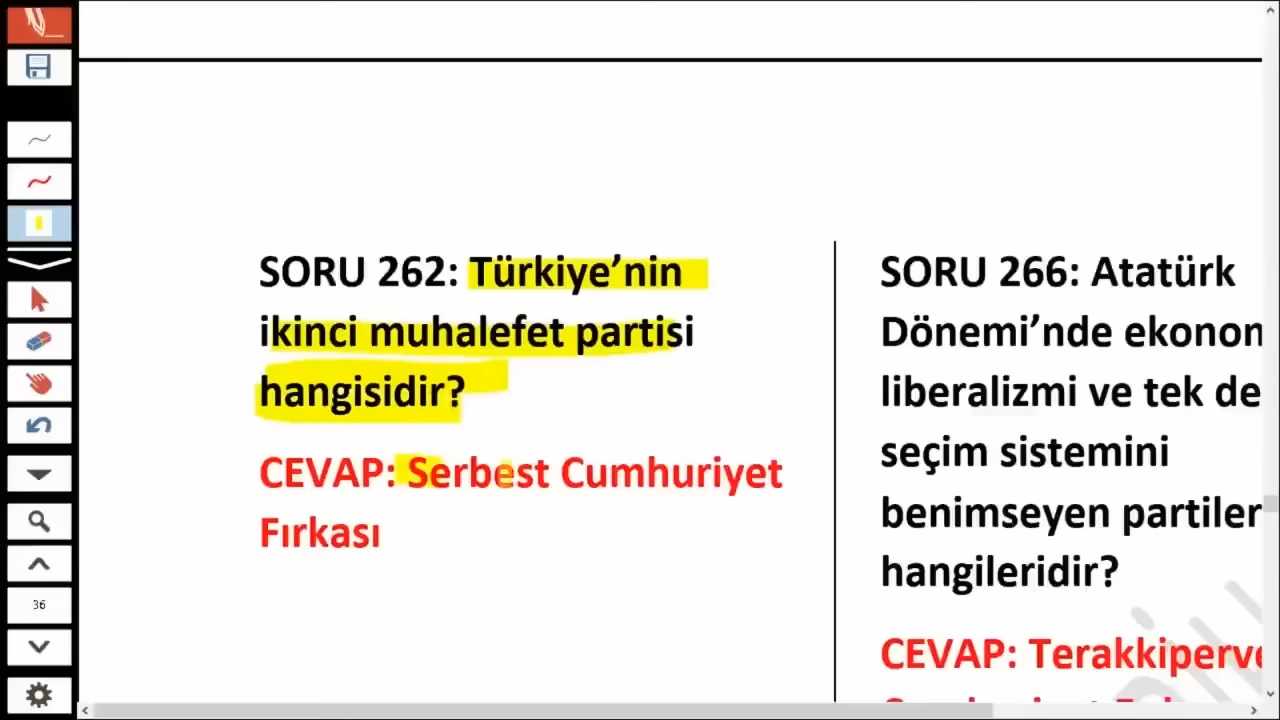 SORU 262: Türkiye’nin
ikinci muhalefet partisi
hangisidir?
CEVAP: Serbest Cumhuriyet
Fırkası
SORU 266: Atatürk
Dönemi’nde ekonom
liberalizmi ve tek de
seçim sistemini
benimseyen partiler
hangileridir?
CEVAP: Terakkiperve
36